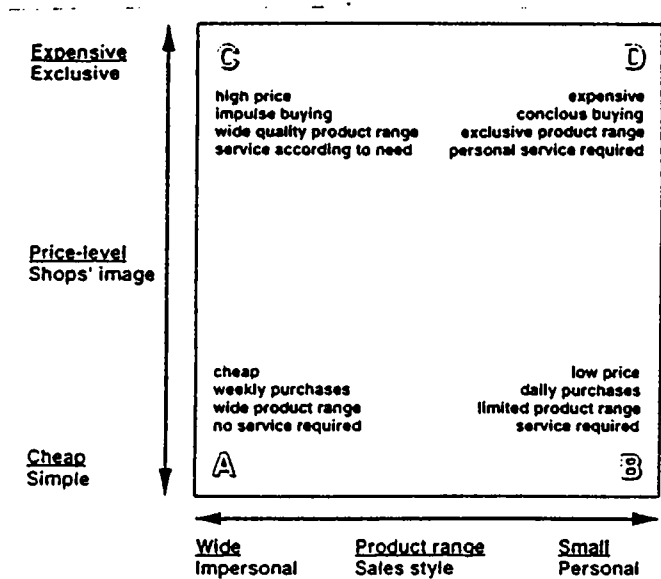 Expensive
Exclusive
C
D
high price
impulse buying
wide quality product range
service according to need
expensive
concious buying
exclusive product range
personal service required
Price-level
Shops' image
cheap
weekly purchases
wide product range
no service required
low price
daily purchases
limited product range
service required
Cheap
Simple
A
B
Wide
Impersonal
Product range
Sales style
Small
Personal